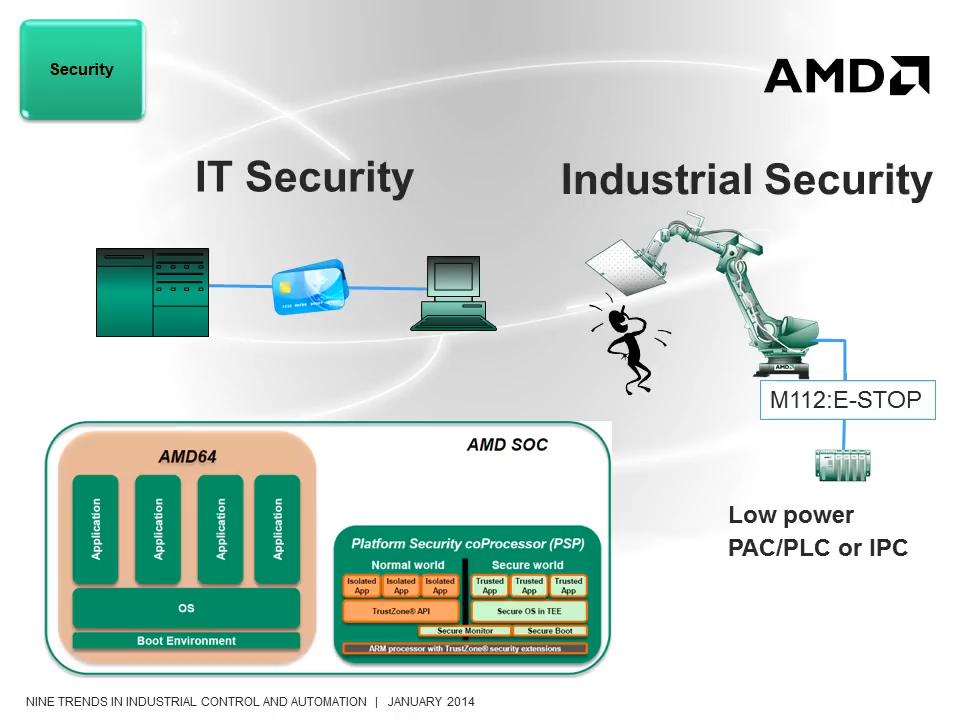 Security
AMD
IT Security
Industrial Security
AMD
M112:E-STOP
Low power
PAC/PLC or IPC
AMD SOC
AMD64
Application
Application
Application
Application
OS
Boot Environment
Platform Security coProcessor (PSP)
Normal world
Secure world
Isolated App
Isolated App
Isolated App
Trusted App
Trusted App
Trusted App
TrustZone® API
Secure OS in TEE
Secure Monitor
Secure Boot
ARM processor with TrustZone® security extensions
NINE TRENDS IN INDUSTRIAL CONTROL AND AUTOMATION | JANUARY 2014